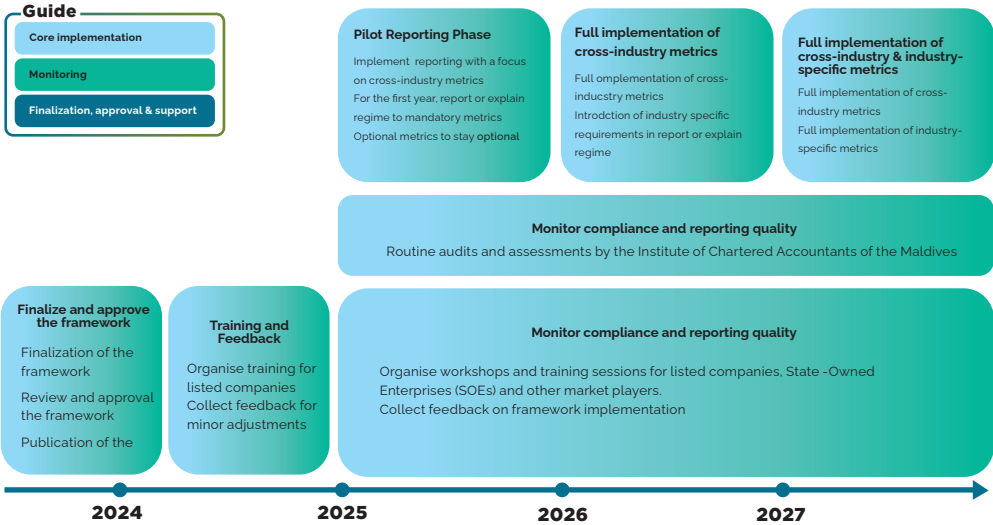 Guide
Core implementation
Monitoring
Finalization, approval & support
Pilot Reporting Phase
Implement reporting with a focus
on cross-industry metrics
For the first year, report or explain
regime to mandatory metrics
Optional metrics to stay optional
Full implementation of
cross-industry metrics
Full omplementation of cross-
inducstry metrics
Introdction of industry specific
requirements in report or explain
regime
Full implementation of
cross-industry & industry-
specific metrics
Full implementation of cross-
industry metrics
Full implementation of industry-
specific metrics
Monitor compliance and reporting quality
Routine audits and assessments by the Institute of Chartered Accountants of the Maldives
Finalize and approve
the framework
Finalization of the
framework
Review and approval
the framework
Publication of the
Training and
Feedback
Organise training for
listed companies
Collect feedback for
minor adjustments
Monitor compliance and reporting quality
Organise workshops and training sessions for listed companies, State -Owned
Enterprises (SOEs) and other market players.
Collect feedback on framework implementation
2024
2025
2026
2027